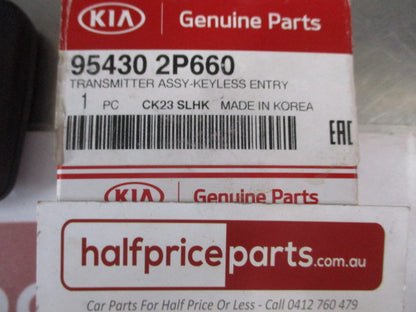 KIA Genuine Parts
95430 2P660
TRANSMITTER ASSY-KEYLESS ENTRY
1 PC CK23 SLHK MADE IN KOREA
EAC
KIA Genuine Parts
halfpriceparts.com.au
Car Parts For Half Price Or Less - Call 0412 760 479